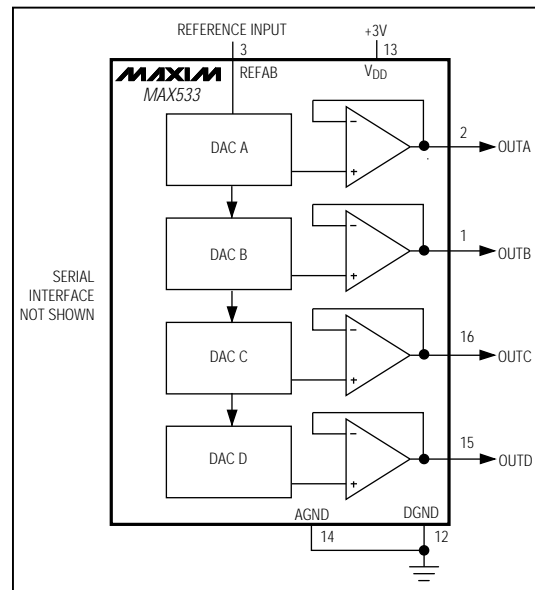 REFERENCE INPUT
+3V
3
13
MAXIM
REFAB
VDD
MAX533
DAC A
−
+
2
OUTA
DAC B
−
+
1
OUTB
SERIAL
INTERFACE
NOT SHOWN
DAC C
−
+
16
OUTC
DAC D
−
+
15
OUTD
AGND
DGND
14
12